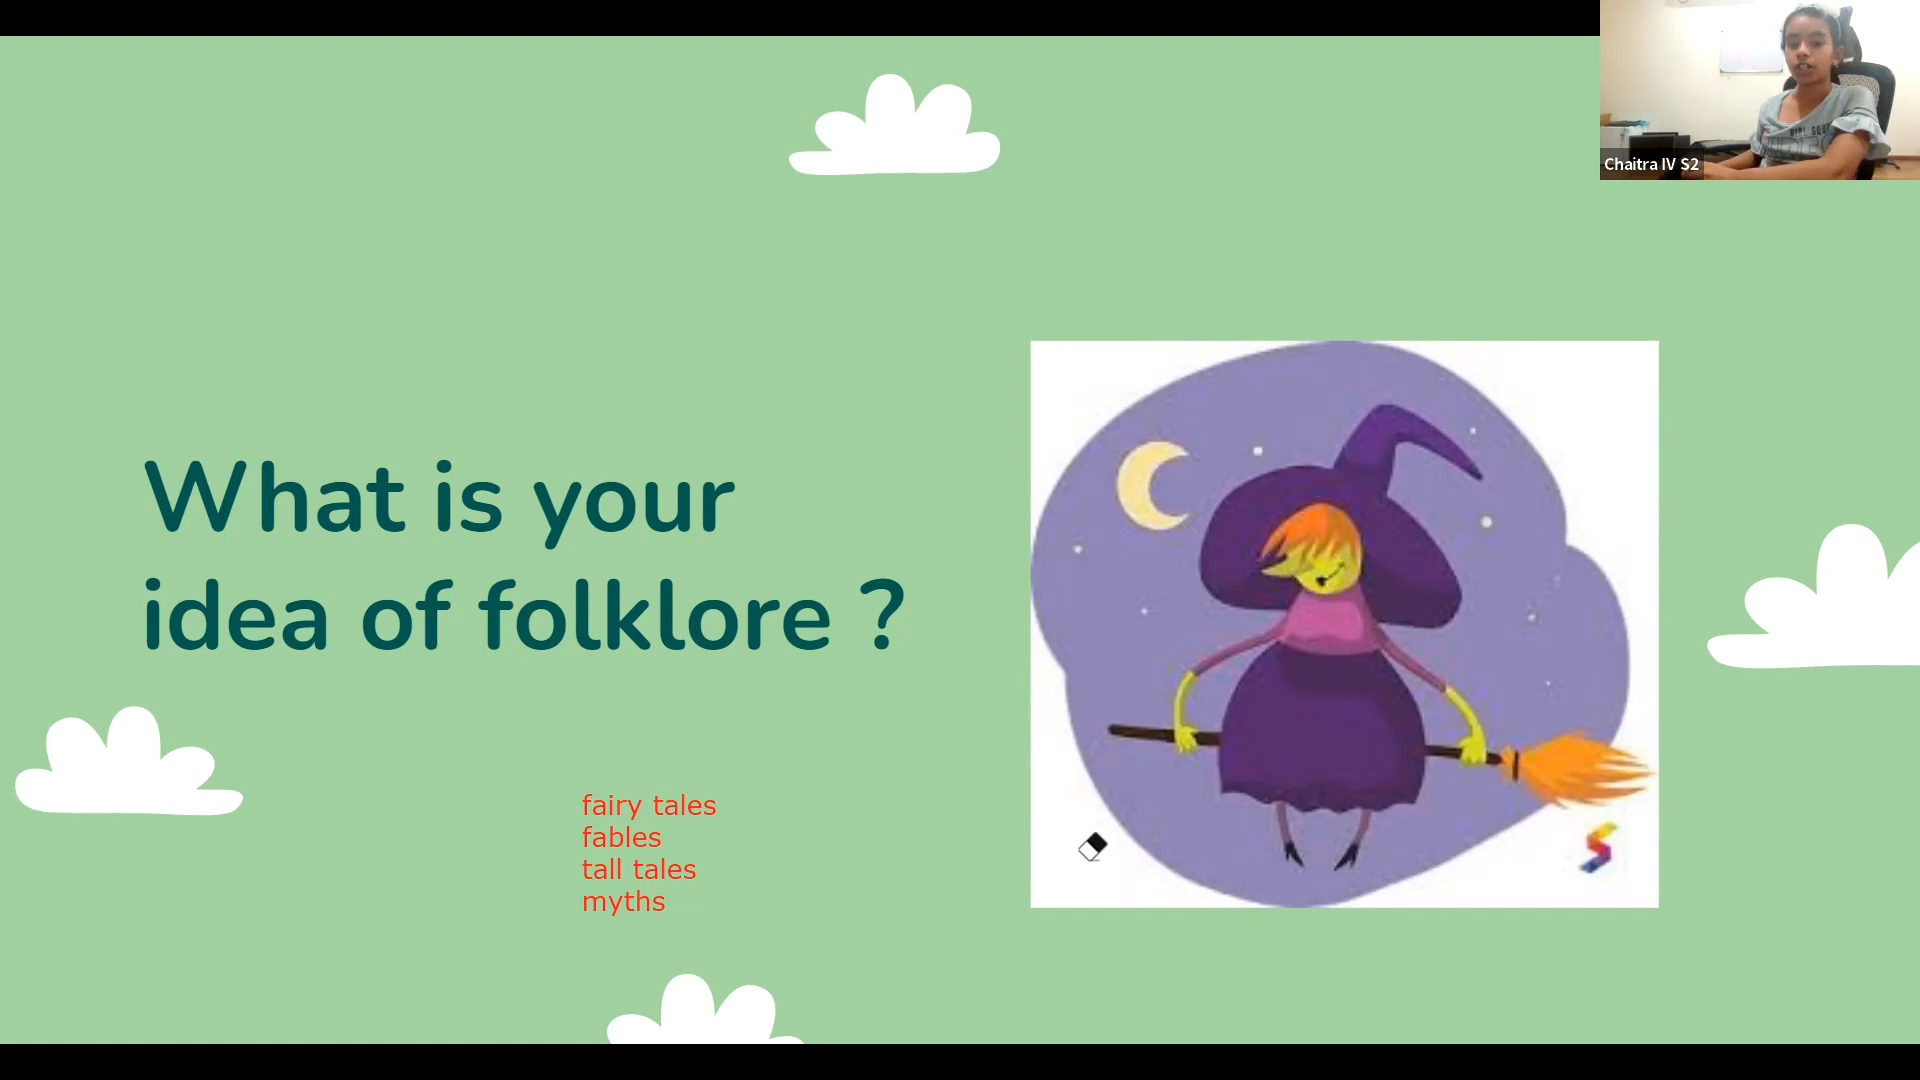 What is your
idea of folklore ?
fairy tales
fables
tall tales
myths
Chaitra IV S2